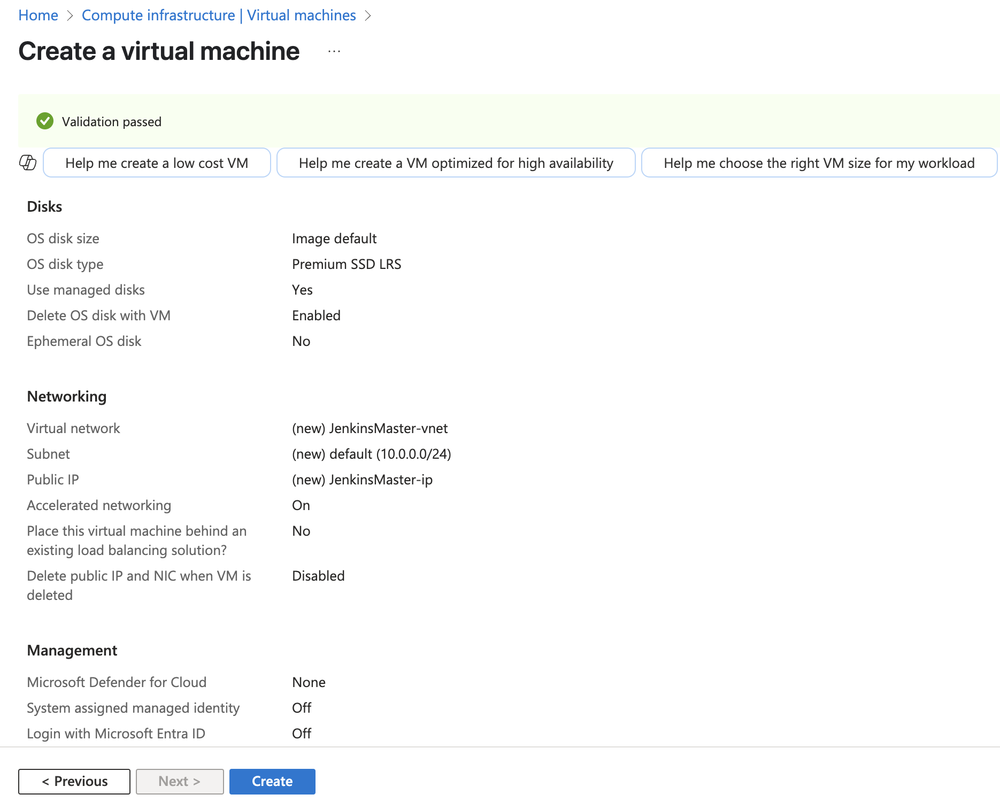 Home > Compute infrastructure | Virtual machines >
Create a virtual machine ...
Validation passed
Help me create a low cost VM Help me create a VM optimized for high availability Help me choose the right VM size for my workload
Disks
OS disk size Image default
OS disk type Premium SSD LRS
Use managed disks Yes
Delete OS disk with VM Enabled
Ephemeral OS disk No
Networking
Virtual network (new) JenkinsMaster-vnet
Subnet (new) default (10.0.0.0/24)
Public IP (new) JenkinsMaster-ip
Accelerated networking On
Place this virtual machine behind an No
existing load balancing solution?
Delete public IP and NIC when VM is Disabled
deleted
Management
Microsoft Defender for Cloud None
System assigned managed identity Off
Login with Microsoft Entra ID Off
< Previous Next > Create